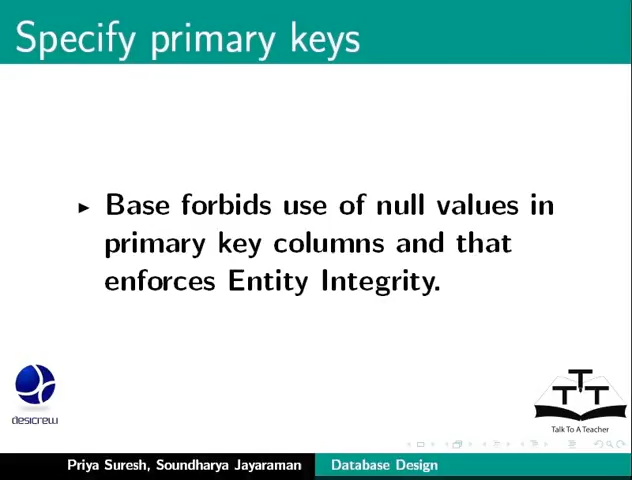 Specify primary keys
Base forbids use of null values in
primary key columns and that
enforces Entity Integrity.
desicrew
TTT
Talk To A Teacher
Priya Suresh, Soundharya Jayaraman Database Design